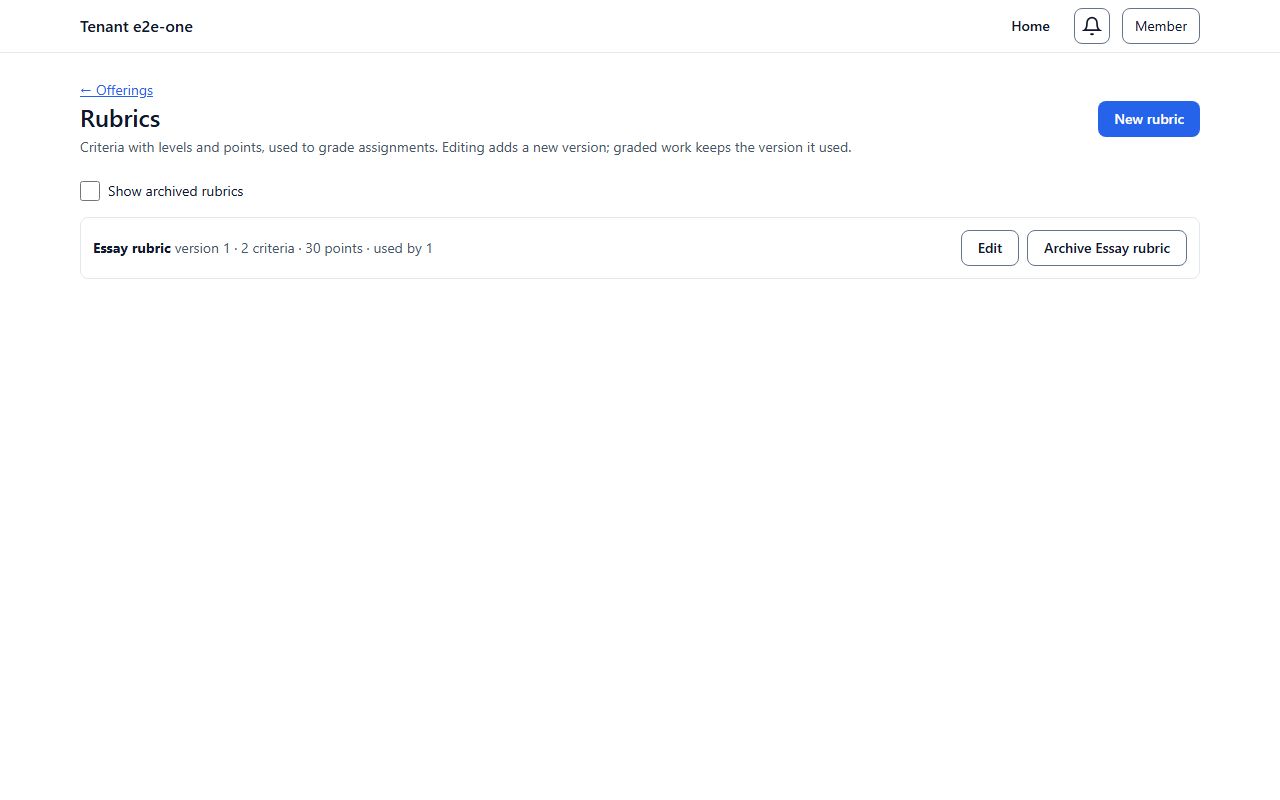 Tenant e2e-one
Home
Member
← Offerings
Rubrics
New rubric
Criteria with levels and points, used to grade assignments. Editing adds a new version; graded work keeps the version it used.
Show archived rubrics
Essay rubric version 1 · 2 criteria · 30 points · used by 1
Edit
Archive Essay rubric